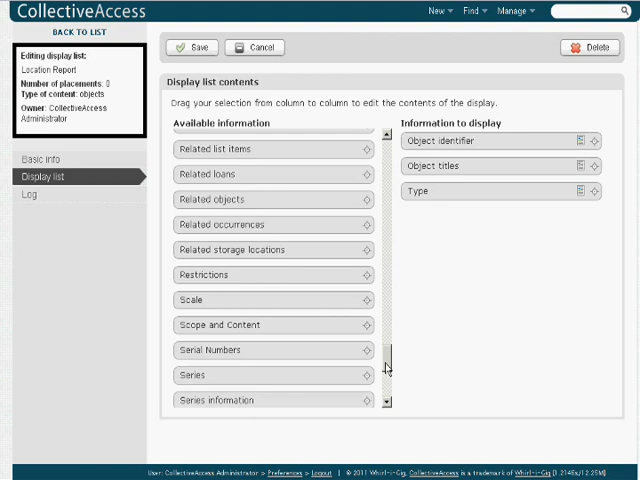 CollectiveAccess
New
Find
Manage
BACK TO LIST
Editing display list:
Location Report
Number of placements: 0
Type of content: objects
Owner: CollectiveAccess
Administrator
Basic info
Display list
Log
Save
Cancel
Delete
Display list contents
Drag your selection from column to column to edit the contents of the display.
Available information
Information to display
Related list items
Related loans
Related objects
Related occurrences
Related storage locations
Restrictions
Scale
Scope and Content
Serial Numbers
Series
Series information
Object identifier
Object titles
Type
User: CollectiveAccess Administrator > Preferences > Logout | © 2011 Whirl-i-Gig, CollectiveAccess is a trademark of Whirl-i-Gig